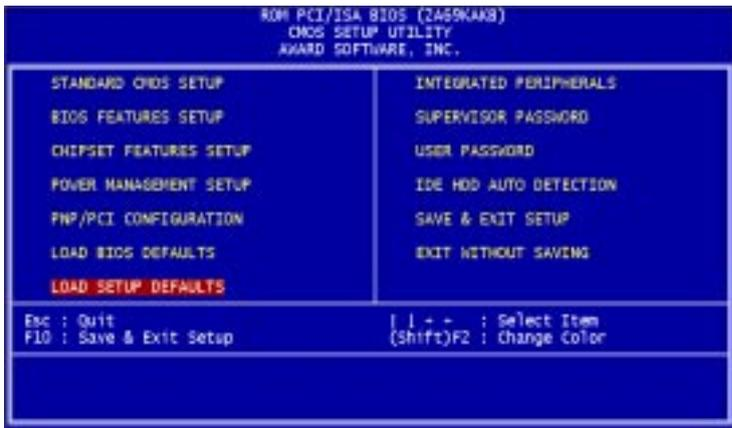 ROM PCI/ISA BIOS (2A69KAKB)
CMOS SETUP UTILITY
AWARD SOFTWARE, INC.
STANDARD CMOS SETUP
BIOS FEATURES SETUP
CHIPSET FEATURES SETUP
POWER MANAGEMENT SETUP
PNP/PCI CONFIGURATION
LOAD BIOS DEFAULTS
LOAD SETUP DEFAULTS
INTEGRATED PERIPHERALS
SUPERVISOR PASSWORD
USER PASSWORD
IDE HDD AUTO DETECTION
SAVE & EXIT SETUP
EXIT WITHOUT SAVING
Esc : Quit
F10 : Save & Exit Setup
: Select Item
(Shift)F2 : Change Color